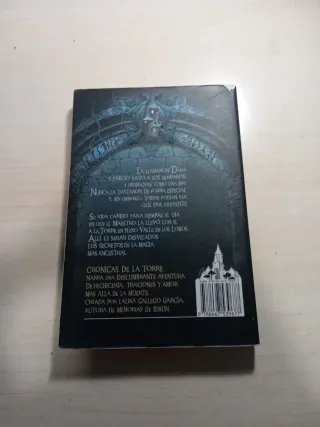 LA LLAMARON DANA
Y CRECIÓ JUNTO A SUS HERMANOS
Y HERMANAS COMO UNA MÁS.
NUNCA LA TRATARON DE FORMA ESPECIAL
Y, SIN EMBARGO, TODOS SABÍAN VER
QUE ERA DIFERENTE.
SU VIDA CAMBIÓ PARA SIEMPRE EL DÍA
EN QUE EL MAESTRO LA LLEVÓ CON ÉL
A LA TORRE, EN PLENO VALLE DE LOS LOBOS.
ALLÍ LE SERÁN DESVELADOS
LOS SECRETOS DE LA MAGIA
MÁS ANCESTRAL.
CRÓNICAS DE LA TORRE
NARRA UNA DESLUMBRANTE AVENTURA
DE HECHICERÍA, TRAICIONES Y AMOR
MÁS ALLÁ DE LA MUERTE
CREADA POR LAURA GALLEGO GARCÍA,
AUTORA DE MEMORIAS DE IDHÚN.